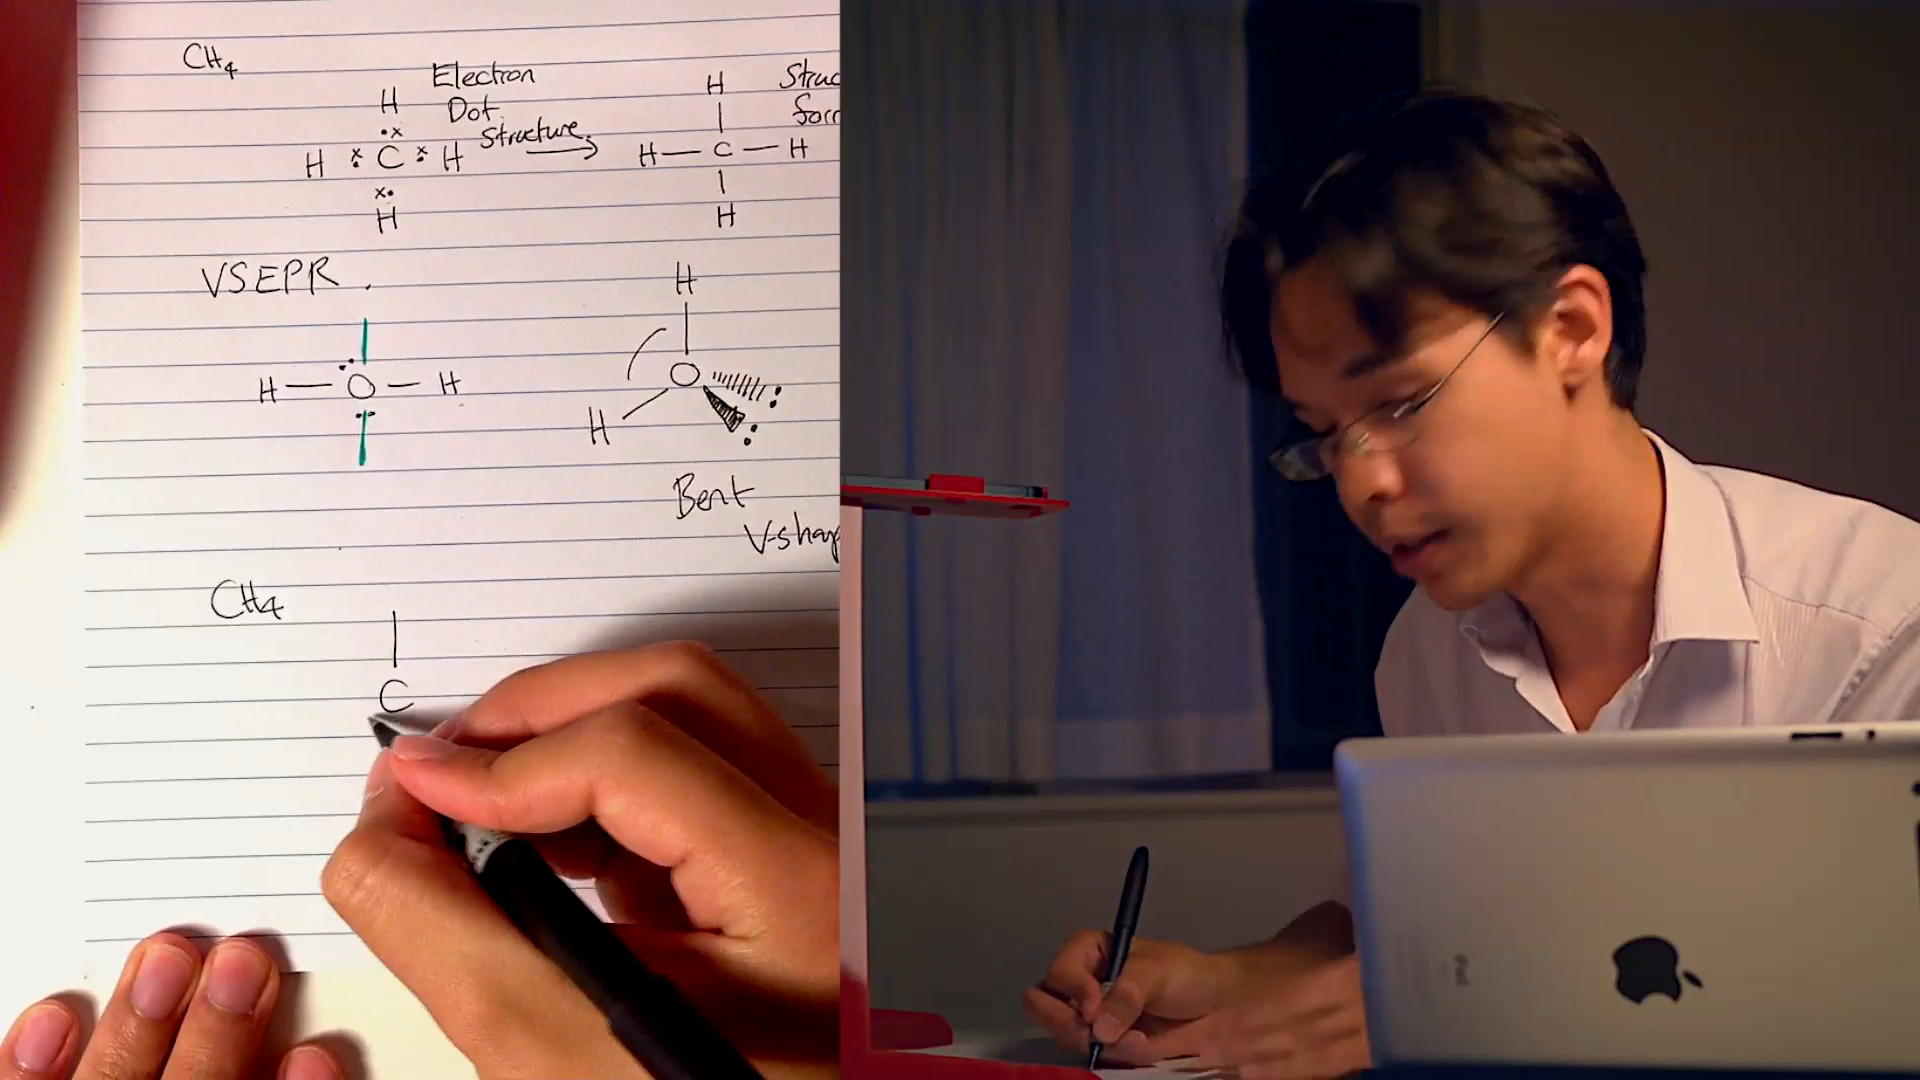 CH4
Electron
Dot
Structure.
H
H C H
H
Struc
form
H
H C H
H
VSEPR.
H O H
H
O
H
Bent
V-shap
CH4
C